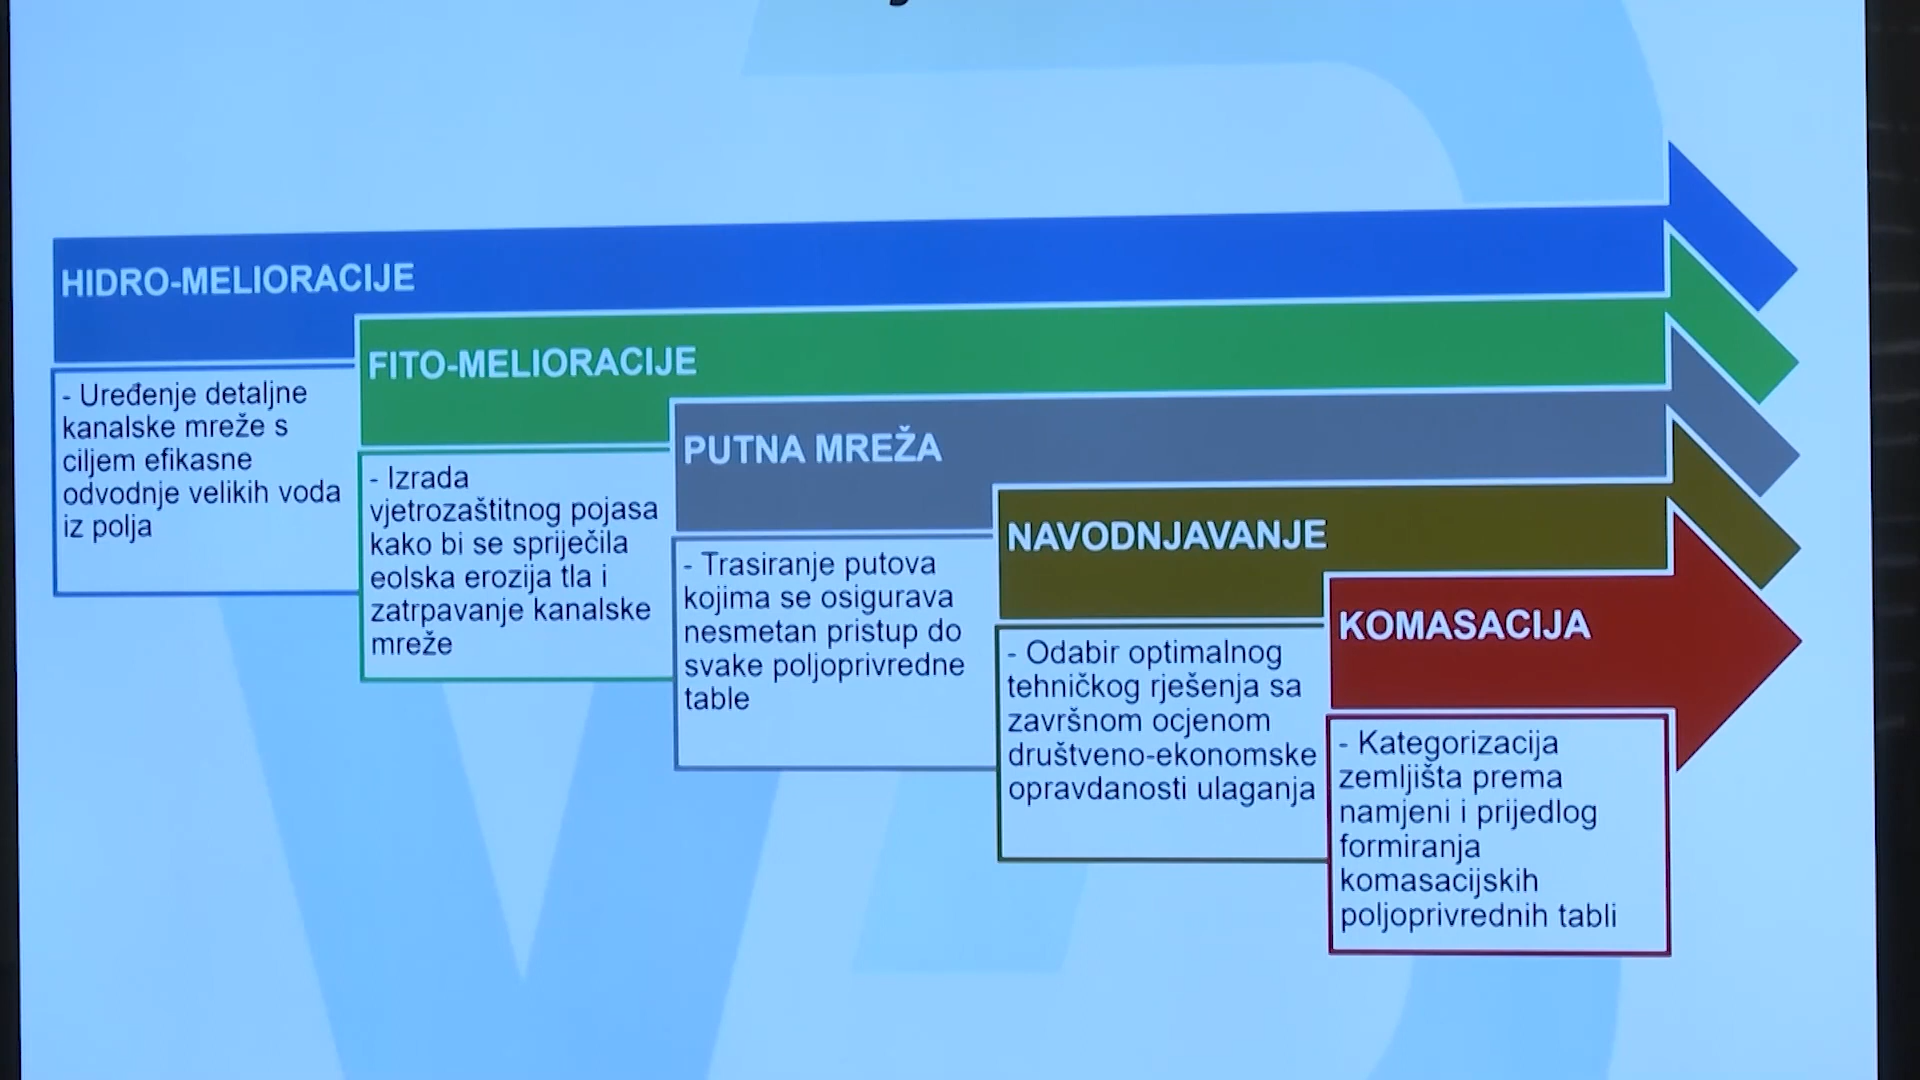 HIDRO-MELIORACIJE
- Uređenje detaljne
kanalske mreže s
ciljem efikasne
odvodnje velikih voda
iz polja
FITO-MELIORACIJE
- Izrada
vjetrozaštitnog pojasa
kako bi se spriječila
eolska erozija tla i
zatrpavanje kanalske
mreže
PUTNA MREŽA
- Trasiranje putova
kojima se osigurava
nesmetan pristup do
svake poljoprivredne
table
NAVODNJAVANJE
- Odabir optimalnog
tehničkog rješenja sa
završnom ocjenom
društveno-ekonomske
opravdanosti ulaganja
KOMASACIJA
- Kategorizacija
zemljišta prema
namjeni i prijedlog
formiranja
komasacijskih
poljoprivrednih tabli